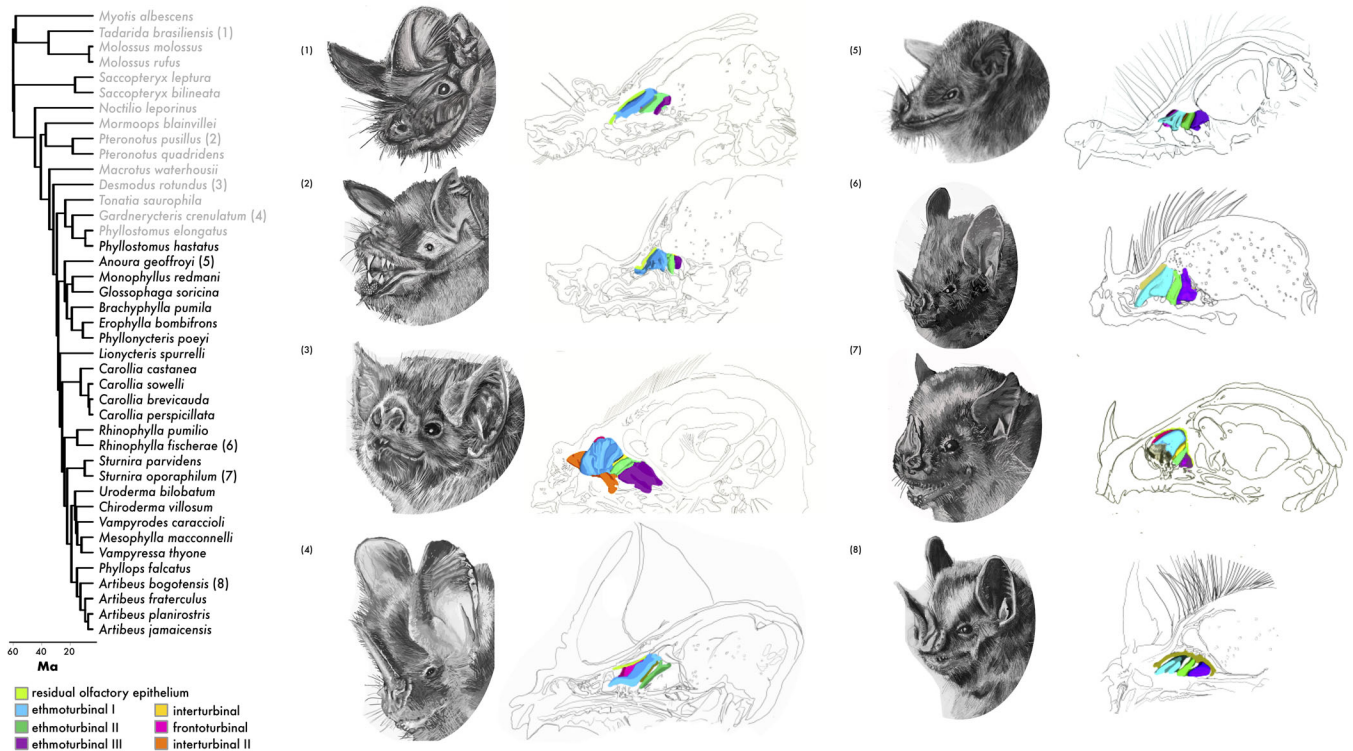 Myotis albescens
Tadarida brasiliensis (1)
Molossus molossus
Molossus rufus
Saccopteryx leptura
Saccopteryx bilineata
Noctilio leporinus
Mormoops blainvillei
Pteronotus pusillus (2)
Pteronotus quadridens
Macrotus waterhousii
Desmodus rotundus (3)
Tonatia saurophila
Gardnerycteris crenulatum (4)
Phyllostomus elongatus
Phyllostomus hastatus
Anoura geoffroyi (5)
Monophyllus redmani
Glossophaga soricina
Brachyphylla pumila
Erophylla bombifrons
Phyllonycteris poeyi
Lionycteris spurrelli
Carollia castanea
Carollia sowelli
Carollia brevicauda
Carollia perspicillata
Rhinophylla pumilio
Rhinophylla fischerae (6)
Sturnira parvidens
Sturnira oporaphilum (7)
Uroderma bilobatum
Chiroderma villosum
Vampyrodes caraccioli
Mesophylla macconnelli
Vampyressa thyone
Phyllops falcatus
Artibeus bogotensis (8)
Artibeus fraterculus
Artibeus planirostris
Artibeus jamaicensis
60 40 20
Ma
residual olfactory epithelium
ethmoturbinal I
ethmoturbinal II
ethmoturbinal III
interturbinal
frontoturbinal
interturbinal II
(1)
(2)
(3)
(4)
(5)
(6)
(7)
(8)